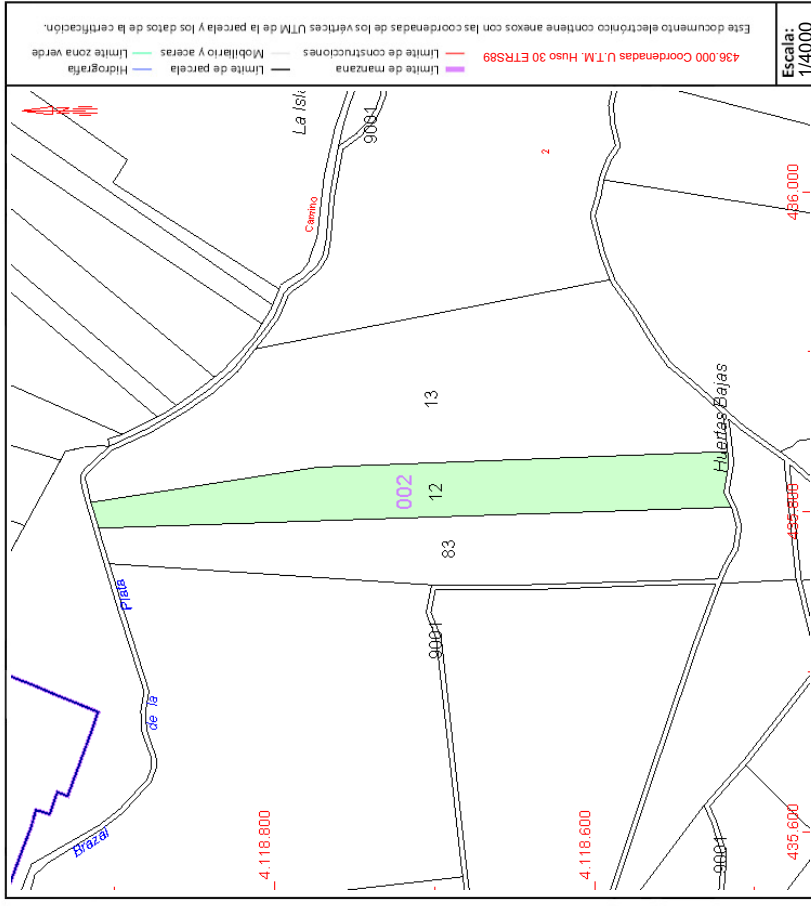 Este documento electrónico contiene anexos con las coordenadas de los vértices UTM de la parcela y los datos de la certificación.
436.000 Coordenadas U.T.M. Huso 30 ETRS89
Límite de manzana
Límite de construcciones
Límite de parcela
Mobiliario y aceras
Hidrografía
Límite zona verde
Escala:
1/4000
La Isla
9001
Camino
2
436.000
13
Huertas Bajas
002
12
83
435.800
Plata
de la
Brazal
9001
4.118.800
4.118.600
9001
435.600